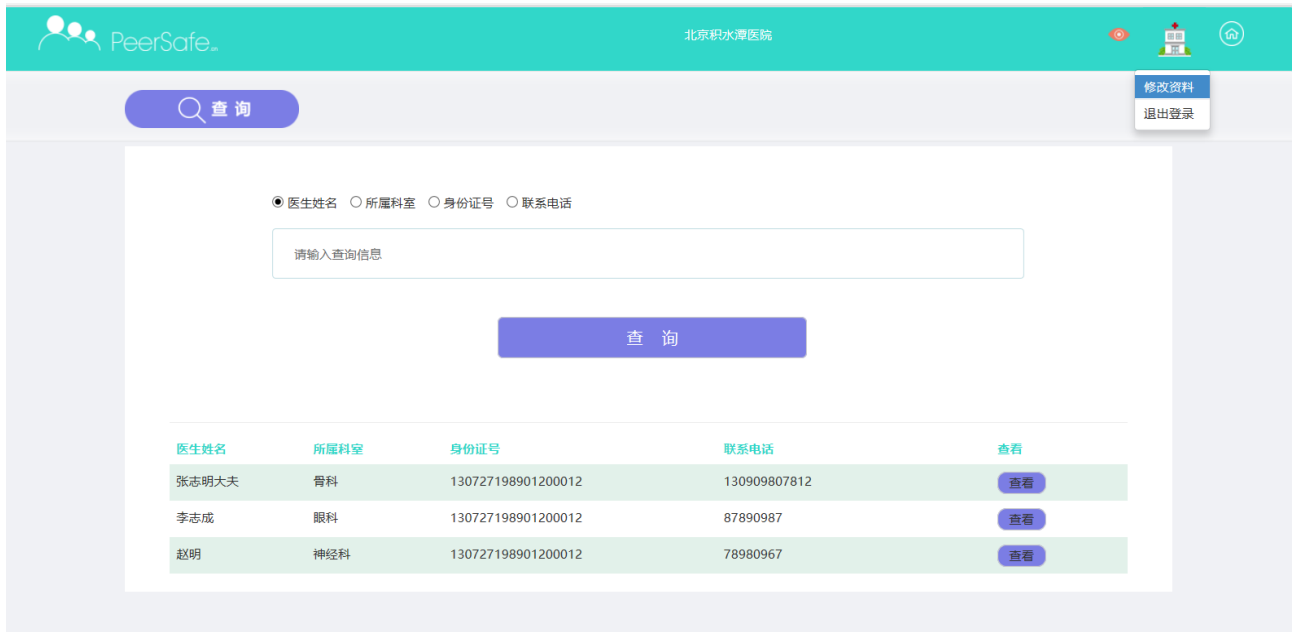 PeerSafe
北京积水潭医院
修改资料
退出登录
查询
医生姓名 所属科室 身份证号 联系电话
请输入查询信息
查 询
医生姓名 所属科室 身份证号 联系电话 查看
张志明大夫 骨科 130727198901200012 130909807812 查看
李志成 眼科 130727198901200012 87890987 查看
赵明 神经科 130727198901200012 78980967 查看